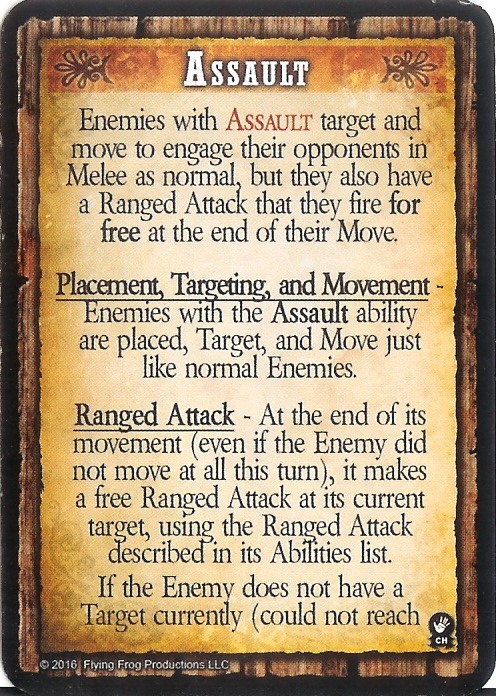 ASSAULT
Enemies with ASSAULT target and
move to engage their opponents in
Melee as normal, but they also have
a Ranged Attack that they fire for
free at the end of their Move.
Placement, Targeting, and Movement -
Enemies with the Assault ability
are placed, Target, and Move just
like normal Enemies.
Ranged Attack - At the end of its
movement (even if the Enemy did
not move at all this turn), it makes
a free Ranged Attack at its current
target, using the Ranged Attack
described in its Abilities list.
If the Enemy does not have a
Target currently (could not reach
CH
© 2016 Flying Frog Productions LLC